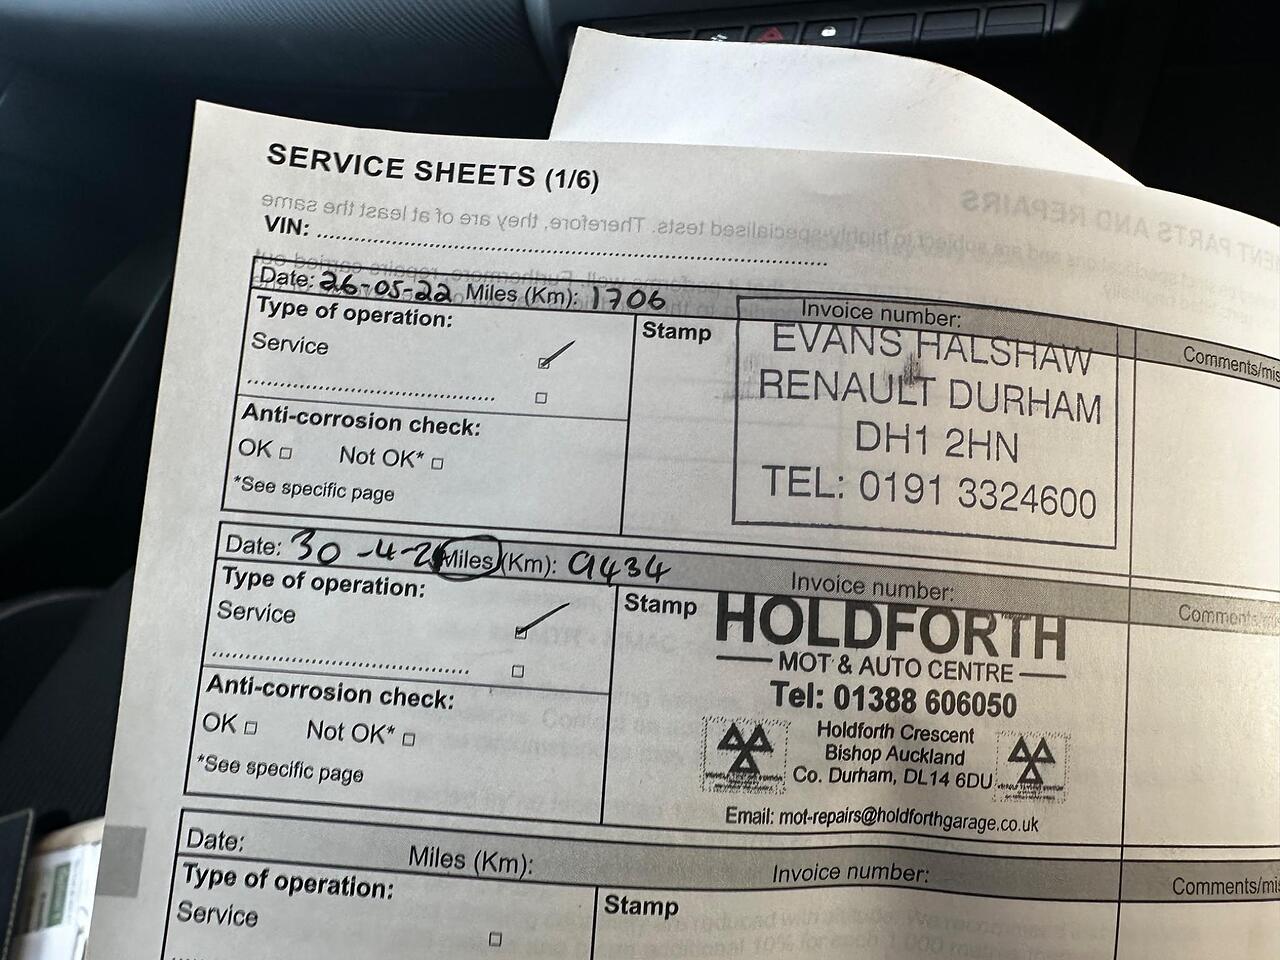 SERVICE SHEETS (1/6)
VIN:
Date: 26-05-22 Miles (Km): 1706
Invoice number:
Type of operation:
Stamp
Comments/mis
Service
EVANS HALSHAW
RENAULT DURHAM
DH1 2HN
TEL: 0191 3324600
Anti-corrosion check:
OK □ Not OK* □
*See specific page
Date: 30-4-2 Miles (Km): 9434
Invoice number:
Type of operation:
Stamp
Comments/mis
Service
HOLDFORTH
MOT & AUTO CENTRE
Tel: 01388 606050
Holdforth Crescent
Bishop Auckland
Co. Durham, DL14 6DU
Email: mot-repairs@holdforthgarage.co.uk
Anti-corrosion check:
OK □ Not OK* □
*See specific page
Date:
Miles (Km):
Invoice number:
Type of operation:
Stamp
Comments/mis
Service